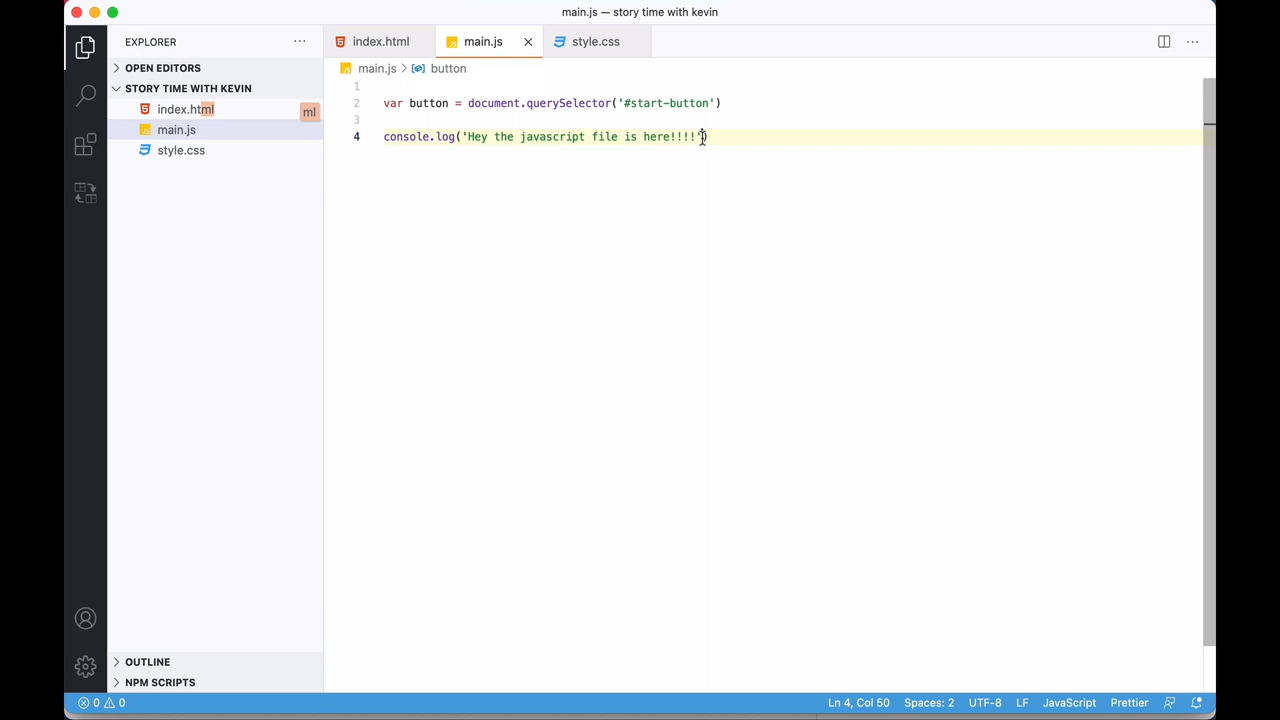 main.js — story time with kevin
EXPLORER
index.html
main.js
style.css
OPEN EDITORS
STORY TIME WITH KEVIN
index.html
ml
main.js
style.css
OUTLINE
NPM SCRIPTS
main.js
button
1
2 var button = document.querySelector('#start-button')
3
4 console.log('Hey the javascript file is here!!!!')
0 0
Ln 4, Col 50
Spaces: 2
UTF-8
LF
JavaScript
Prettier